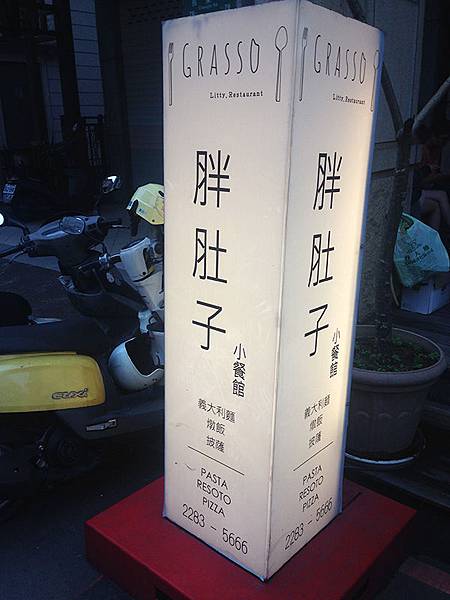 GRASSO
Litty.Restaurant
胖肚子
小餐館
義大利麵
燉飯
披薩
PASTA
RESOTO
PIZZA
2283-5666
GRASSO
Litty.Restaurant
胖肚子
小餐館
義大利麵
燉飯
披薩
PASTA
RESOTO
PIZZA
2283-5666
cuxi